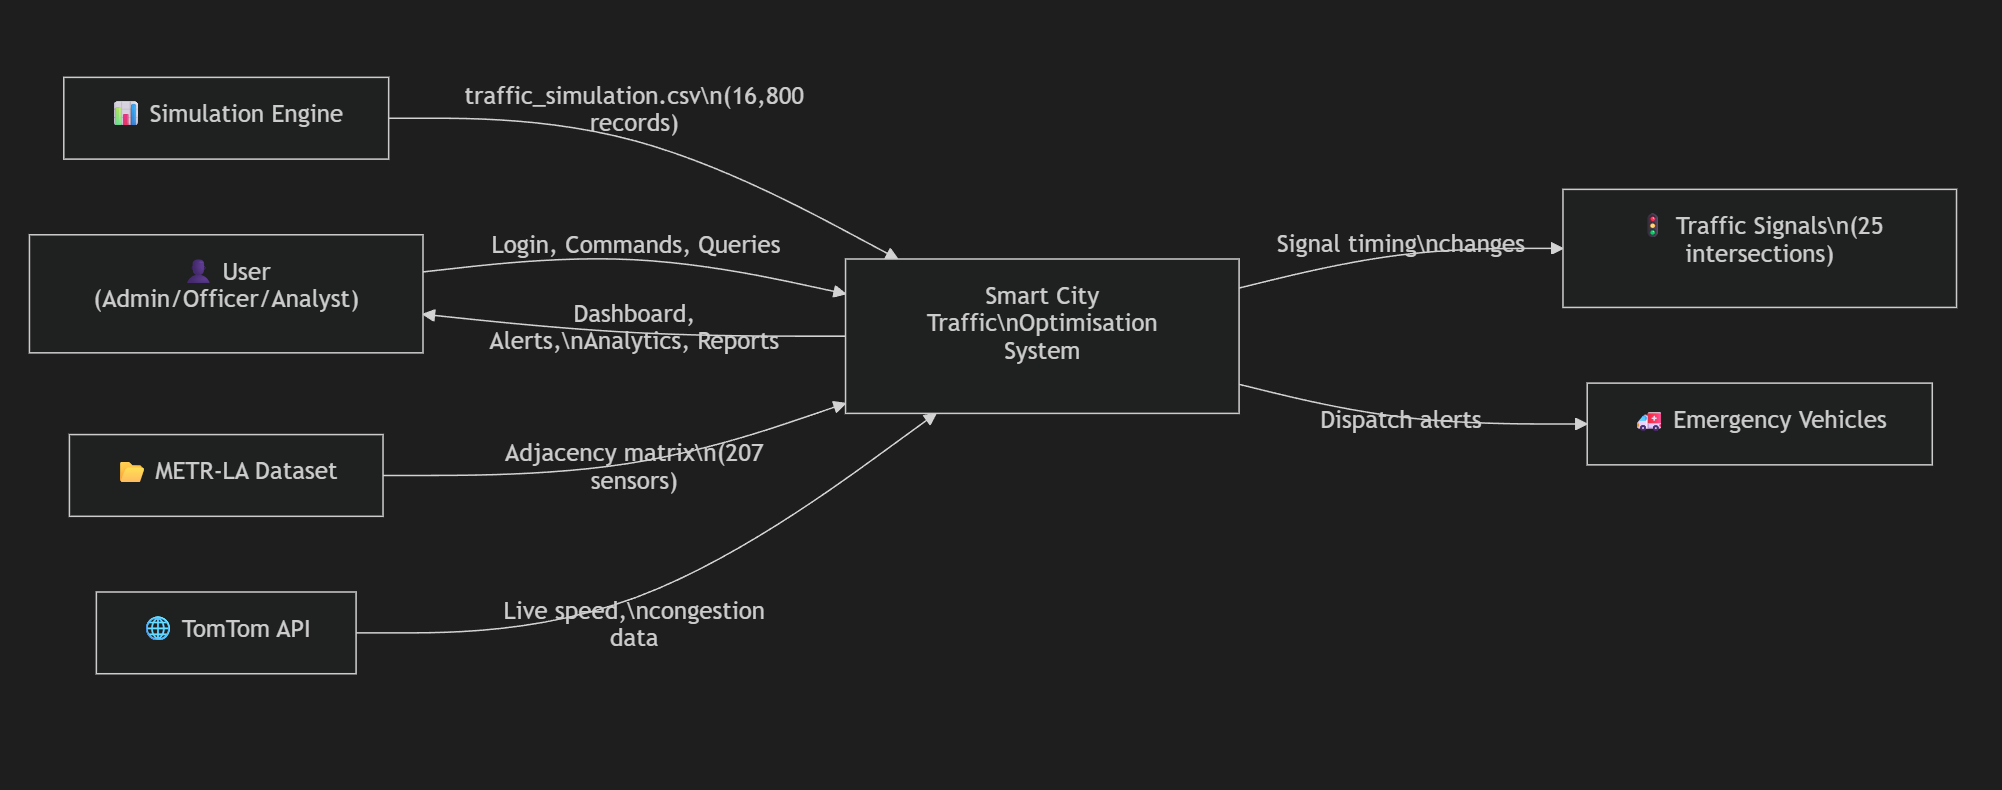 Simulation Engine
traffic_simulation.csv\n(16,800
records)
User
(Admin/Officer/Analyst)
Login, Commands, Queries
Dashboard,
Alerts,\nAnalytics, Reports
METR-LA Dataset
Adjacency matrix\n(207
sensors)
TomTom API
Live speed,\ncongestion
data
Smart City
Traffic\nOptimisation
System
Signal timing\nchanges
Traffic Signals\n(25
intersections)
Dispatch alerts
Emergency Vehicles